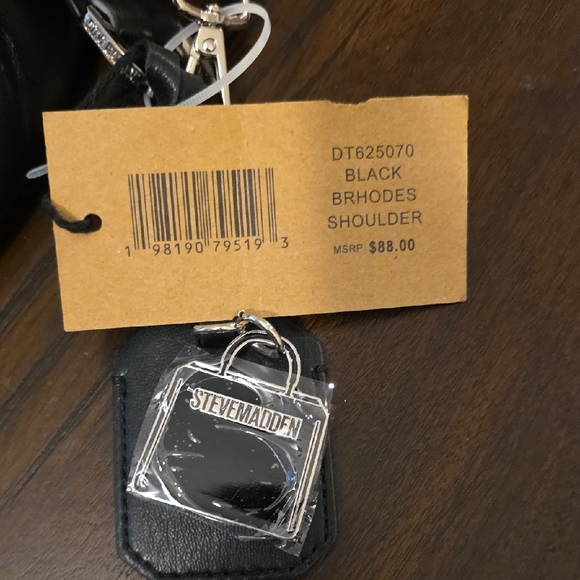 DT625070
BLACK
BRHODES
SHOULDER
MSRP $88.00
1 98190 79519 3
STEVEMADDEN